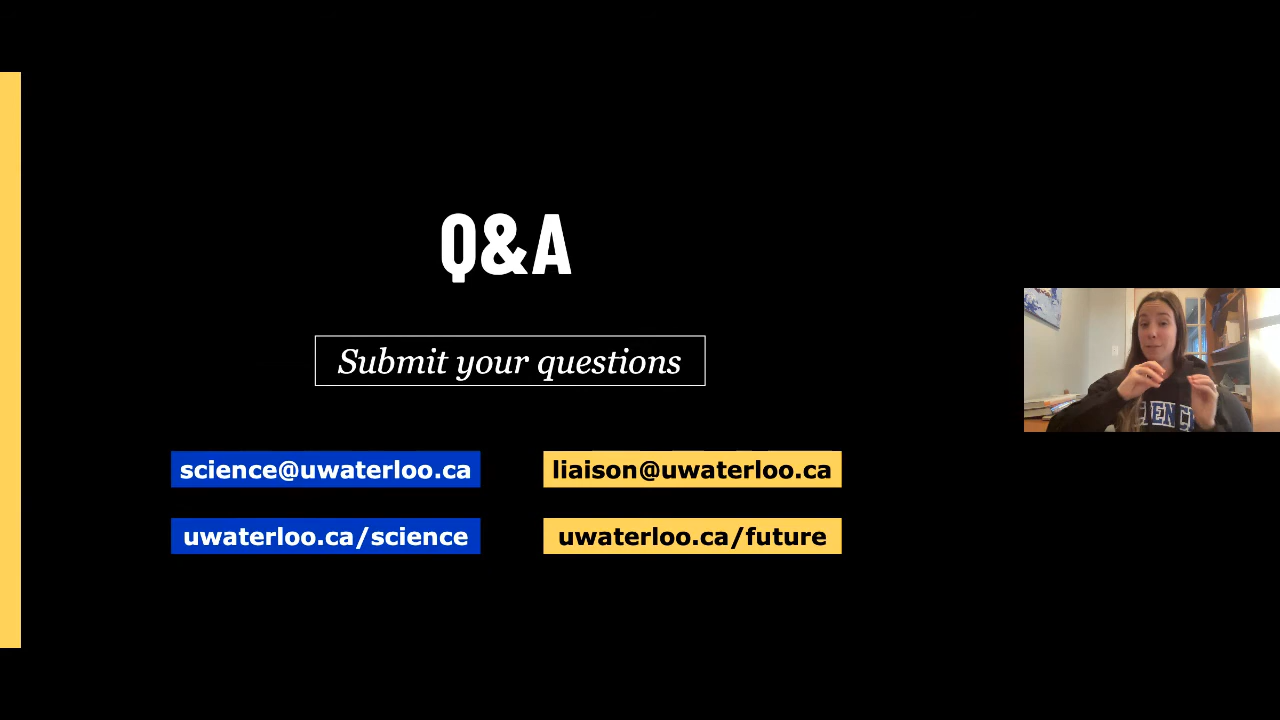 Q&A
Submit your questions
science@uwaterloo.ca
liaison@uwaterloo.ca
uwaterloo.ca/science
uwaterloo.ca/future